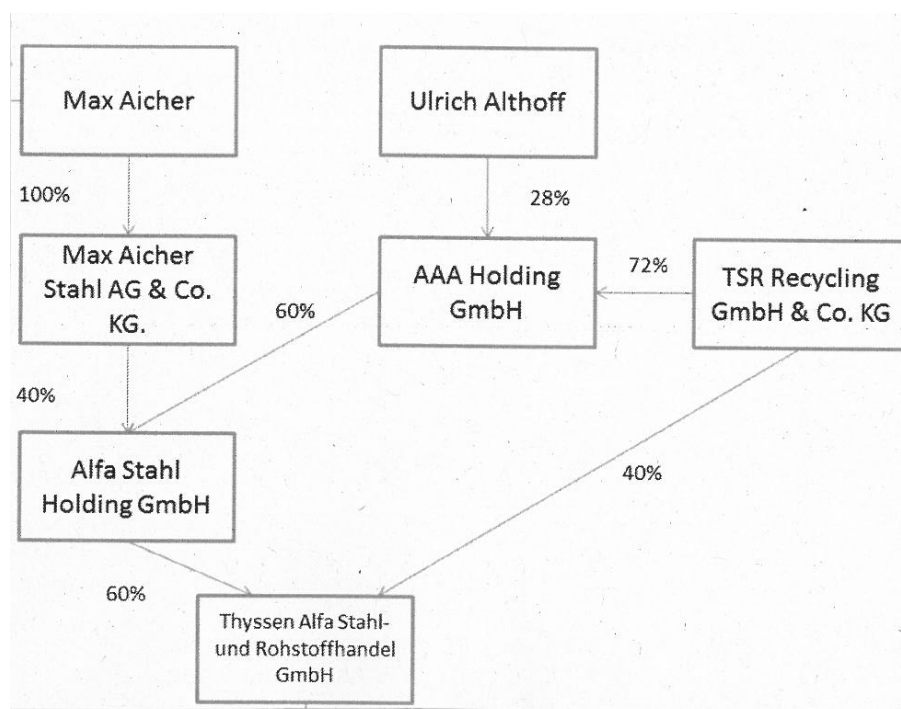 Max Aicher
Ulrich Althoff
100%
28%
Max Aicher
Stahl AG & Co.
KG.
AAA Holding
GmbH
72%
TSR Recycling
GmbH & Co. KG
60%
40%
Alfa Stahl
Holding GmbH
40%
60%
Thyssen Alfa Stahl-
und Rohstoffhandel
GmbH